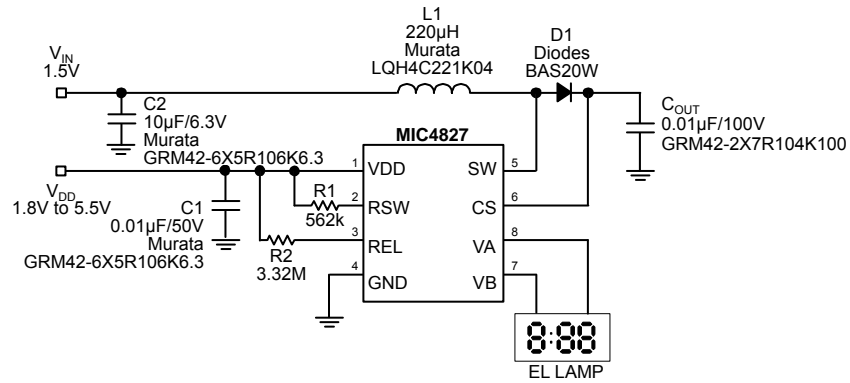 L1
220µH
Murata
LQH4C221K04
D1
Diodes
BAS20W
VIN
1.5V
C2
10µF/6.3V
Murata
GRM42-6X5R106K6.3
COUT
0.01µF/100V
GRM42-2X7R104K100
MIC4827
VDD
1.8V to 5.5V
C1
0.01µF/50V
Murata
GRM42-6X5R106K6.3
R1
562k
R2
3.32M
1 VDD
2 RSW
3 REL
4 GND
SW 5
CS 6
VA 8
VB 7
8:88
EL LAMP